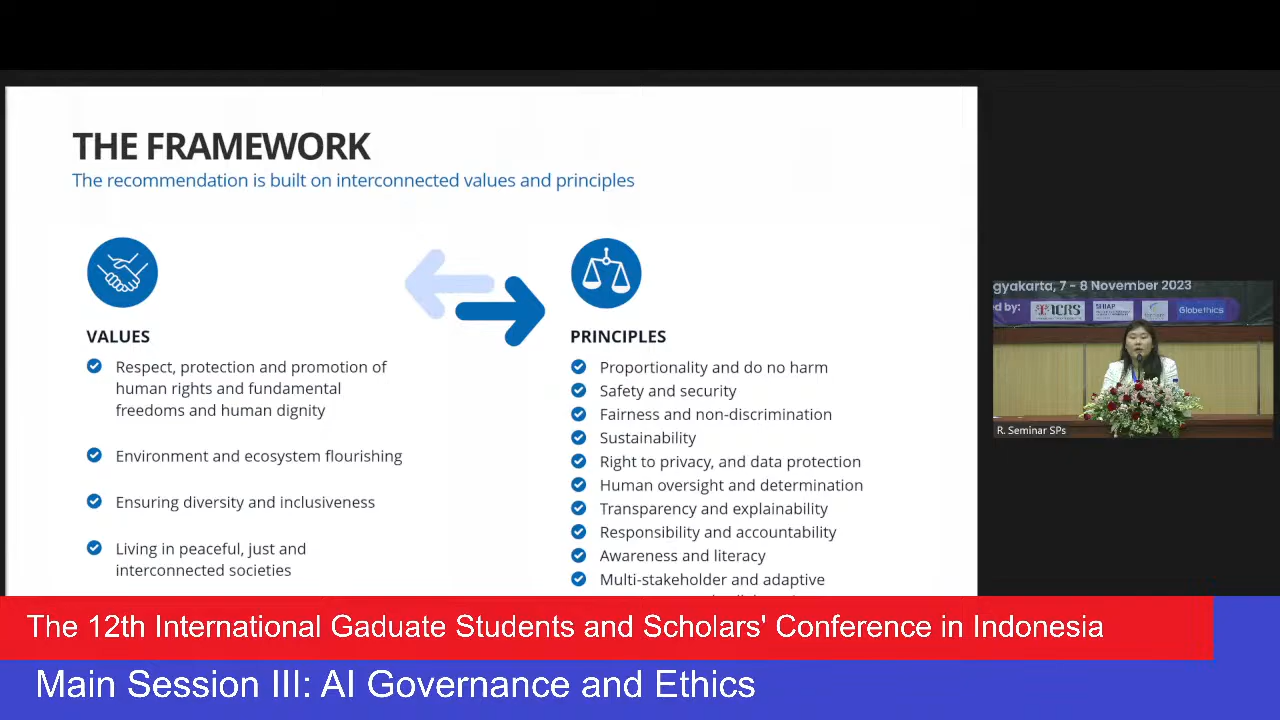 THE FRAMEWORK
The recommendation is built on interconnected values and principles
VALUES
Respect, protection and promotion of
human rights and fundamental
freedoms and human dignity
Environment and ecosystem flourishing
Ensuring diversity and inclusiveness
Living in peaceful, just and
interconnected societies
PRINCIPLES
Proportionality and do no harm
Safety and security
Fairness and non-discrimination
Sustainability
Right to privacy, and data protection
Human oversight and determination
Transparency and explainability
Responsibility and accountability
Awareness and literacy
Multi-stakeholder and adaptive
gyakarta, 7 - 8 November 2023
ed by:
ICRS
Globethics
R. Seminar SPs
The 12th International Gaduate Students and Scholars' Conference in Indonesia
Main Session III: AI Governance and Ethics